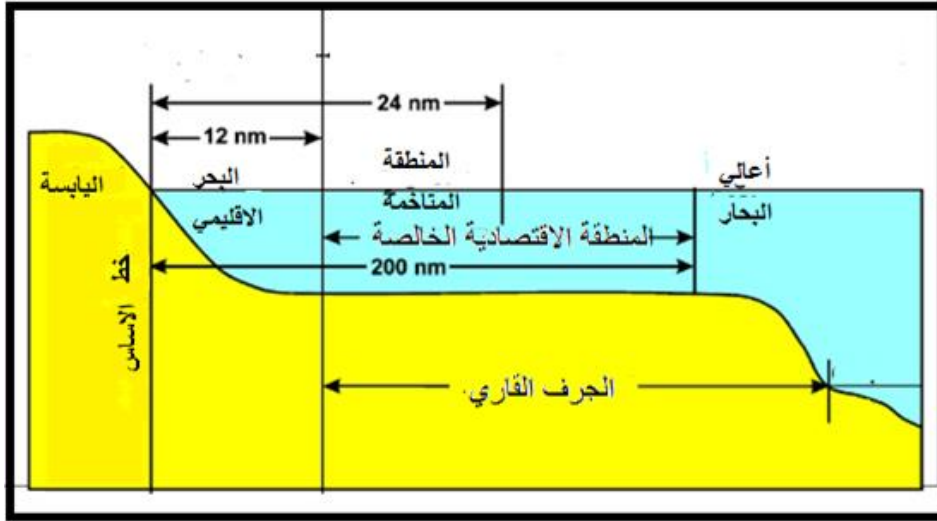 24 nm
12 nm
المنطقة
المتاخمة
أعالي
البحار
البحر
الاقليمي
اليابسة
المنطقة الاقتصادية الخالصة
200 nm
خط الاساس
الجرف القاري.